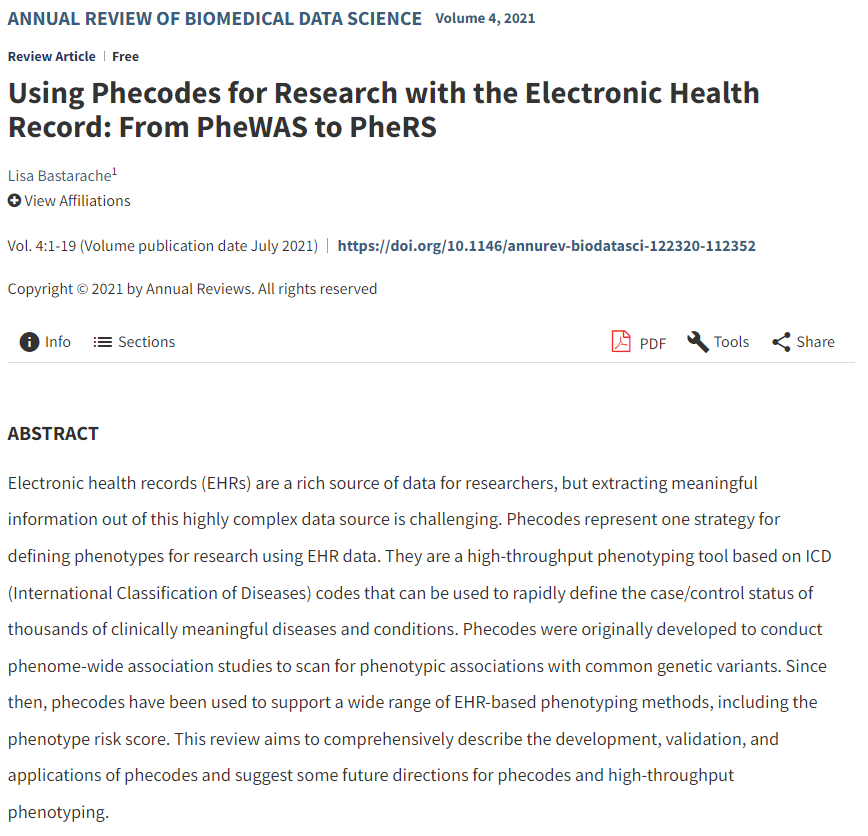 ANNUAL REVIEW OF BIOMEDICAL DATA SCIENCE Volume 4, 2021
Review Article | Free
Using Phecodes for Research with the Electronic Health
Record: From PheWAS to PheRS
Lisa Bastarache1
View Affiliations
Vol. 4:1-19 (Volume publication date July 2021) | https://doi.org/10.1146/annurev-biodatasci-122320-112352
Copyright © 2021 by Annual Reviews. All rights reserved
Info Sections PDF Tools Share
ABSTRACT
Electronic health records (EHRs) are a rich source of data for researchers, but extracting meaningful
information out of this highly complex data source is challenging. Phecodes represent one strategy for
defining phenotypes for research using EHR data. They are a high-throughput phenotyping tool based on ICD
(International Classification of Diseases) codes that can be used to rapidly define the case/control status of
thousands of clinically meaningful diseases and conditions. Phecodes were originally developed to conduct
phenome-wide association studies to scan for phenotypic associations with common genetic variants. Since
then, phecodes have been used to support a wide range of EHR-based phenotyping methods, including the
phenotype risk score. This review aims to comprehensively describe the development, validation, and
applications of phecodes and suggest some future directions for phecodes and high-throughput
phenotyping.